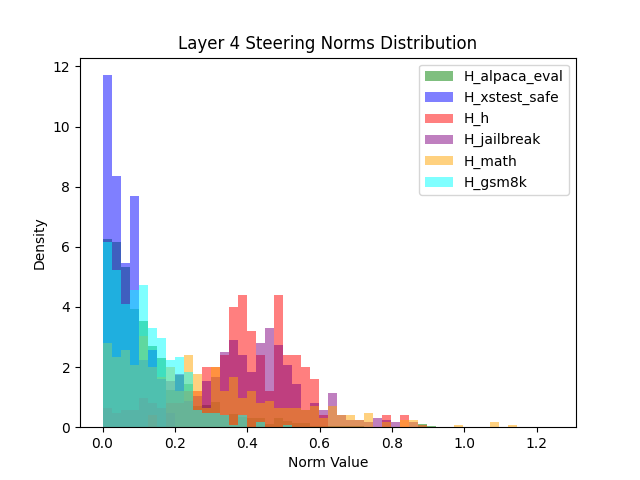 Layer 4 Steering Norms Distribution
12
10
8
6
4
2
0
Density
H_alpaca_eval
H_xstest_safe
H_h
H_jailbreak
H_math
H_gsm8k
0.0 0.2 0.4 0.6 0.8 1.0 1.2
Norm Value